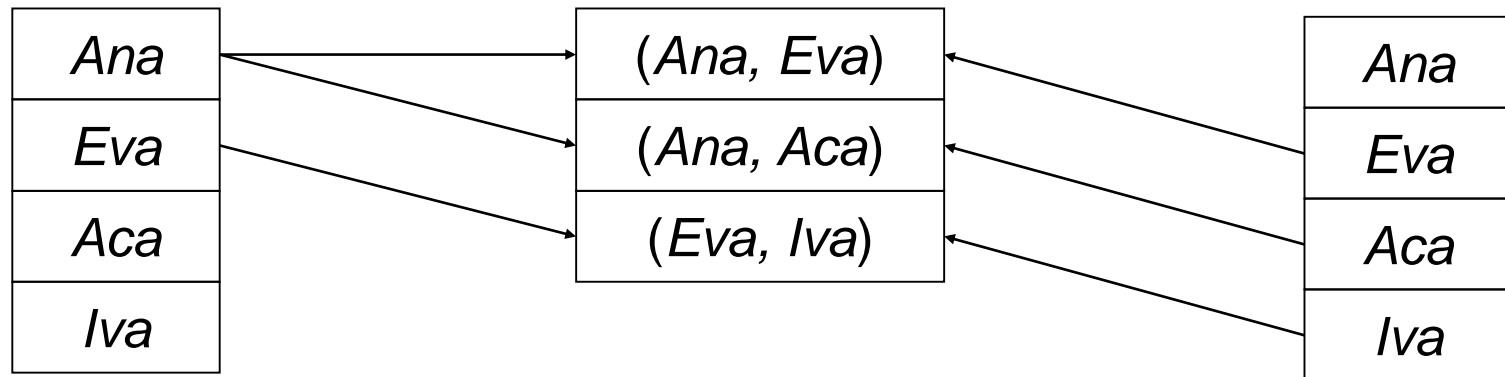 Ana
Eva
Aca
Iva
(Ana, Eva)
(Ana, Aca)
(Eva, Iva)
Ana
Eva
Aca
Iva